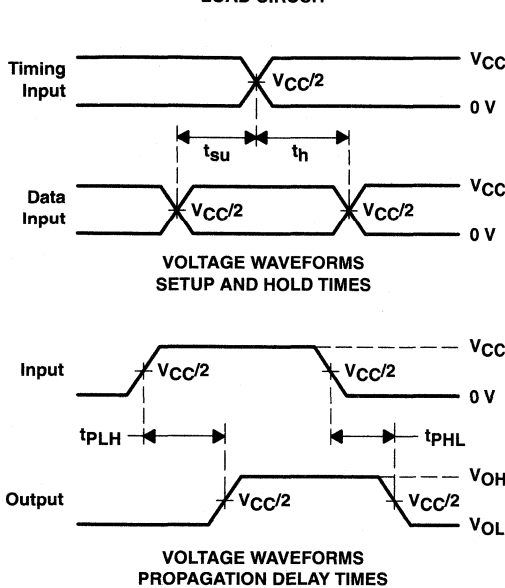 LOAD CIRCUIT
Timing
Input
VCC/2
VCC
0 V
tsu
th
Data
Input
VCC/2
VCC/2
VCC
0 V
VOLTAGE WAVEFORMS
SETUP AND HOLD TIMES
Input
VCC/2
VCC/2
VCC
0 V
tPLH
tPHL
Output
VCC/2
VCC/2
VOH
VOL
VOLTAGE WAVEFORMS
PROPAGATION DELAY TIMES